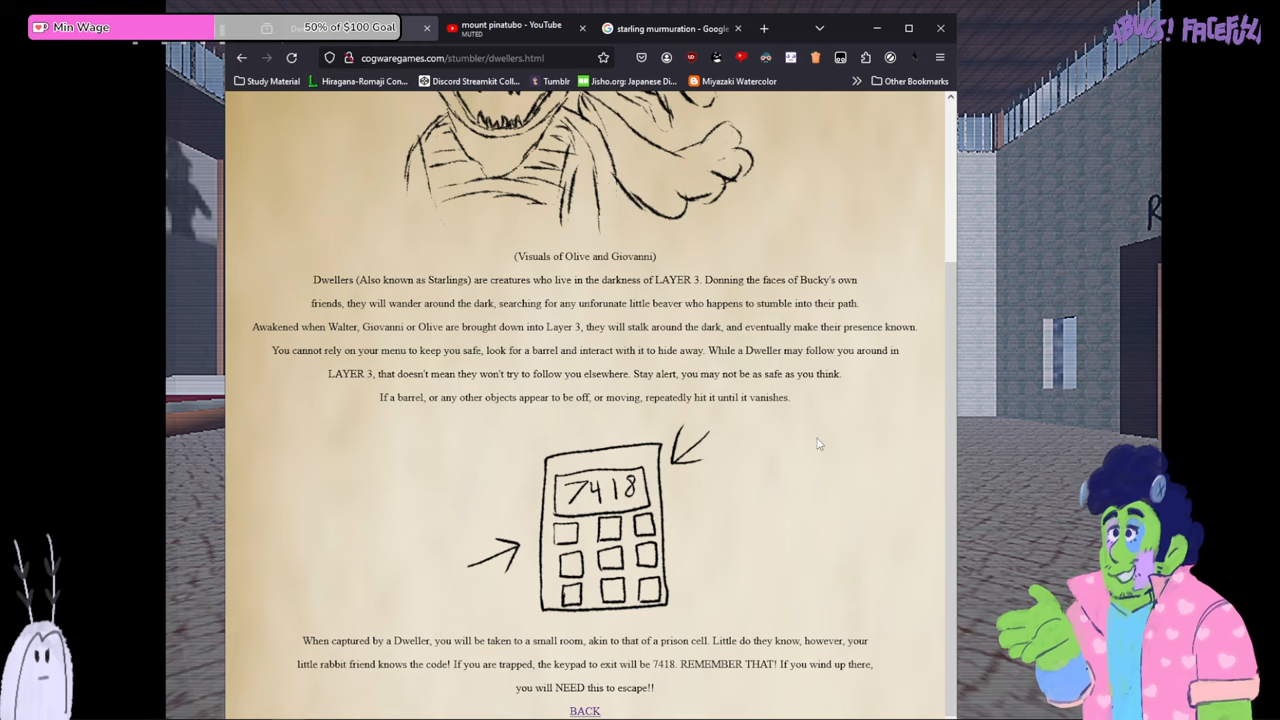 Min Wage
50% of $100 Goal
mount pinatubo - YouTube
MUTED
starling murmuration - Google
cogwaregames.com/stumbler/dwellers.html
Study Material
Hiragana-Romaji Con...
Discord Streamkit Coll...
Tumblr
Jisho.org: Japanese Di...
Miyazaki Watercolor
Other Bookmarks
¡BUGS! FACEFUL!
R
(Visuals of Olive and Giovanni)
Dwellers (Also known as Starlings) are creatures who live in the darkness of LAYER 3. Donning the faces of Bucky's own
friends, they will wander around the dark, searching for any unforunate little beaver who happens to stumble into their path.
Awakened when Walter, Giovanni or Olive are brought down into Layer 3, they will stalk around the dark, and eventually make their presence known.
You cannot rely on your menu to keep you safe, look for a barrel and interact with it to hide away. While a Dweller may follow you around in
LAYER 3, that doesn't mean they won't try to follow you elsewhere. Stay alert, you may not be as safe as you think.
If a barrel, or any other objects appear to be off, or moving, repeatedly hit it until it vanishes.
7418
When captured by a Dweller, you will be taken to a small room, akin to that of a prison cell. Little do they know, however, your
little rabbit friend knows the code! If you are trapped, the keypad to exit will be 7418. REMEMBER THAT! If you wind up there,
you will NEED this to escape!!
BACK